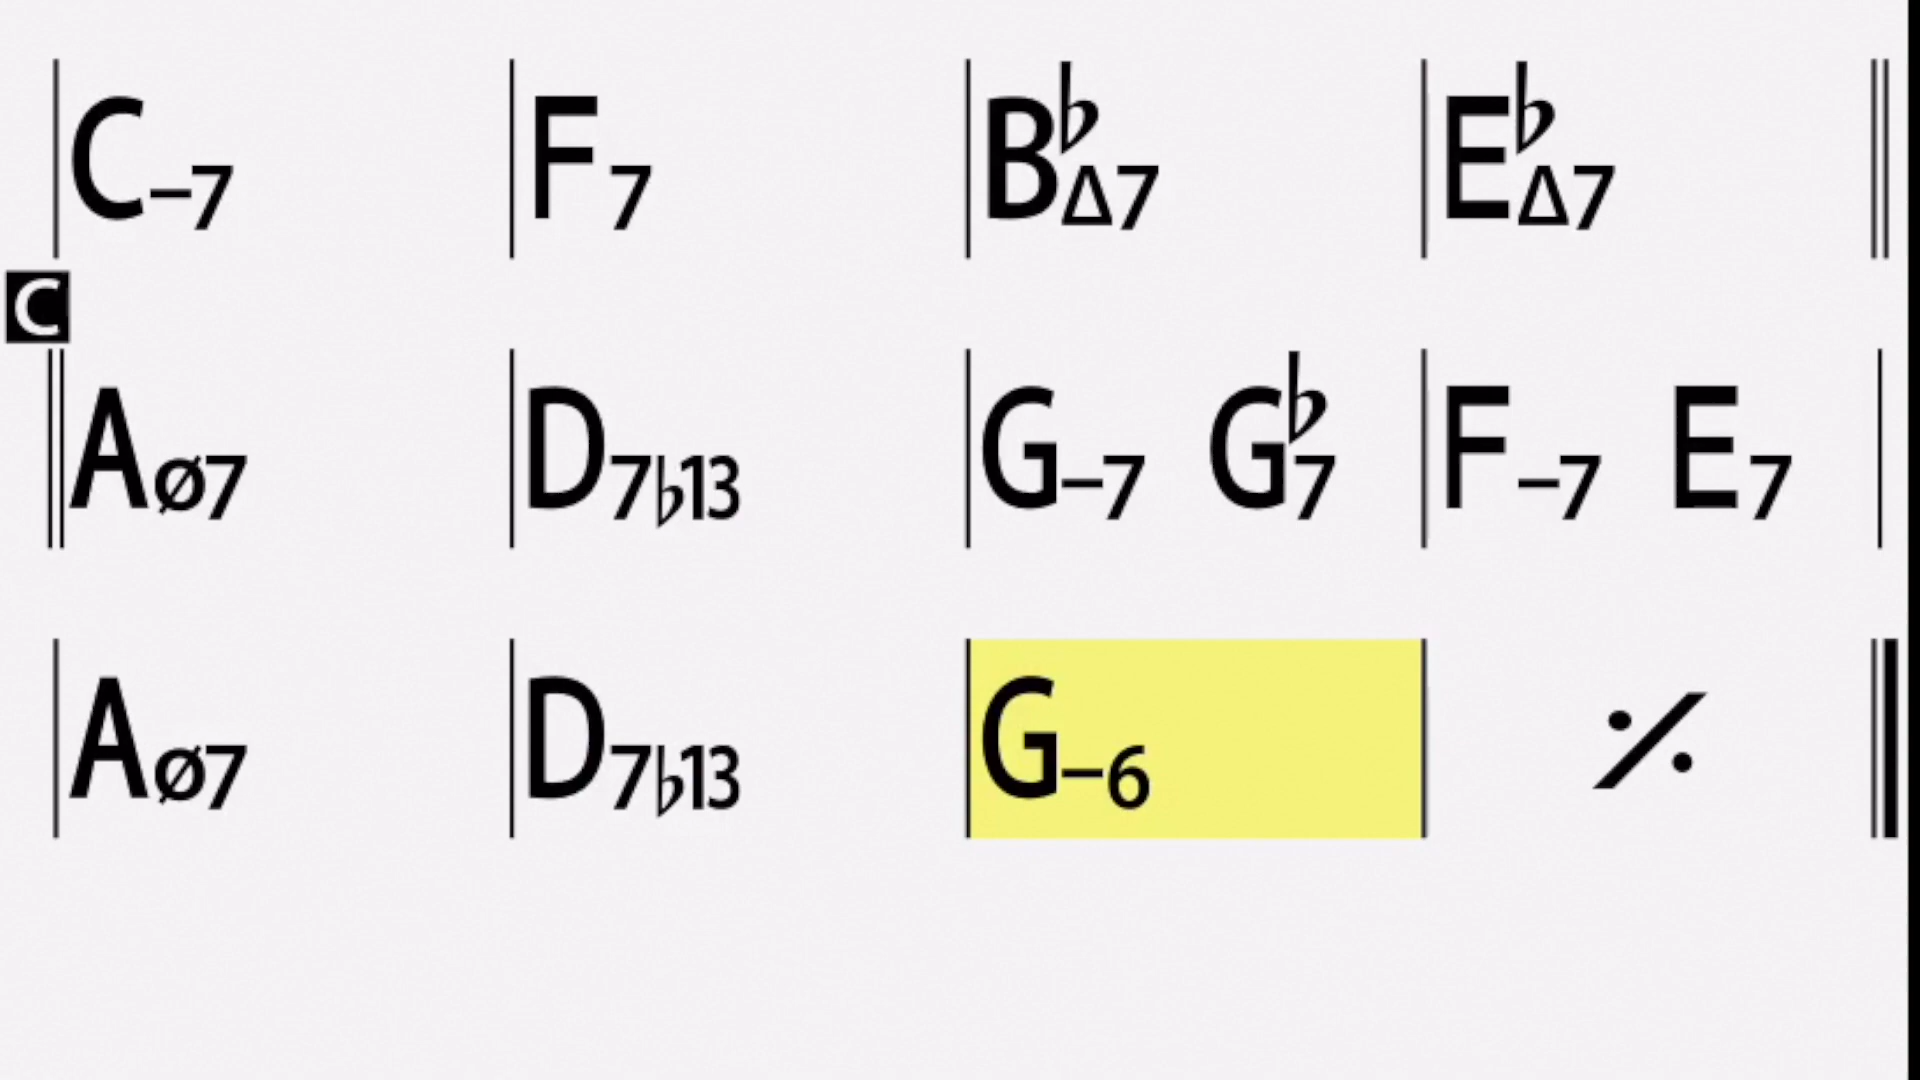 C–7 F7 B♭Δ7 E♭Δ7
C
Aø7 D7♭13 G–7 G♭7 F–7 E7
Aø7 D7♭13 G–6 𝄎